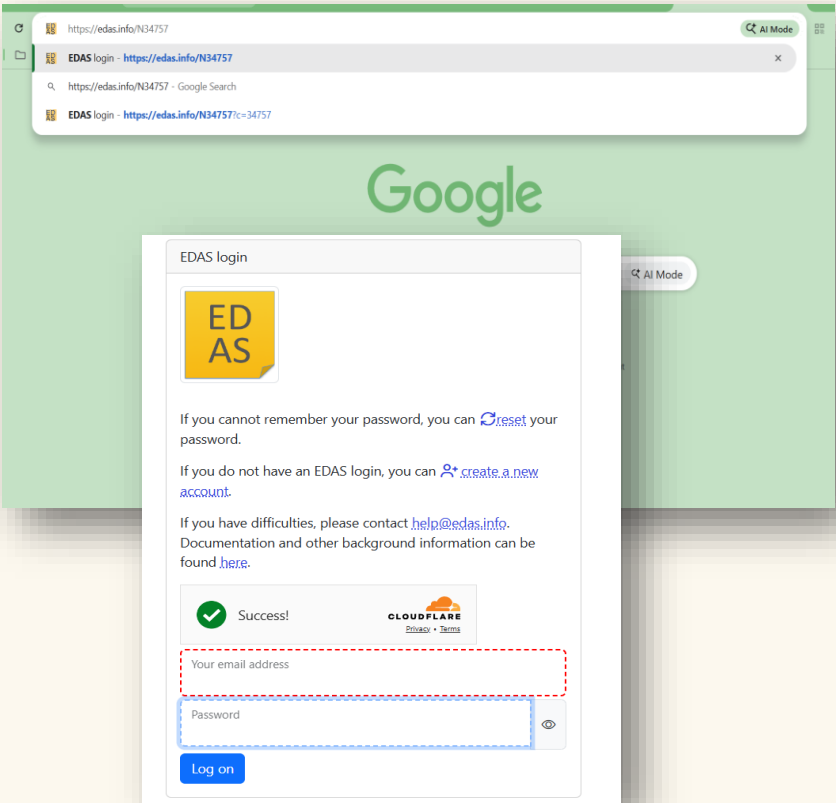 https://edas.info/N34757
AI Mode
EDAS login - https://edas.info/N34757
https://edas.info/N34757 - Google Search
EDAS login - https://edas.info/N34757?c=34757
Google
AI Mode
EDAS login
ED
AS
If you cannot remember your password, you can reset your
password.
If you do not have an EDAS login, you can create a new
account.
If you have difficulties, please contact help@edas.info.
Documentation and other background information can be
found here.
Success!
CLOUDFLARE
Privacy • Terms
Your email address
Password
Log on